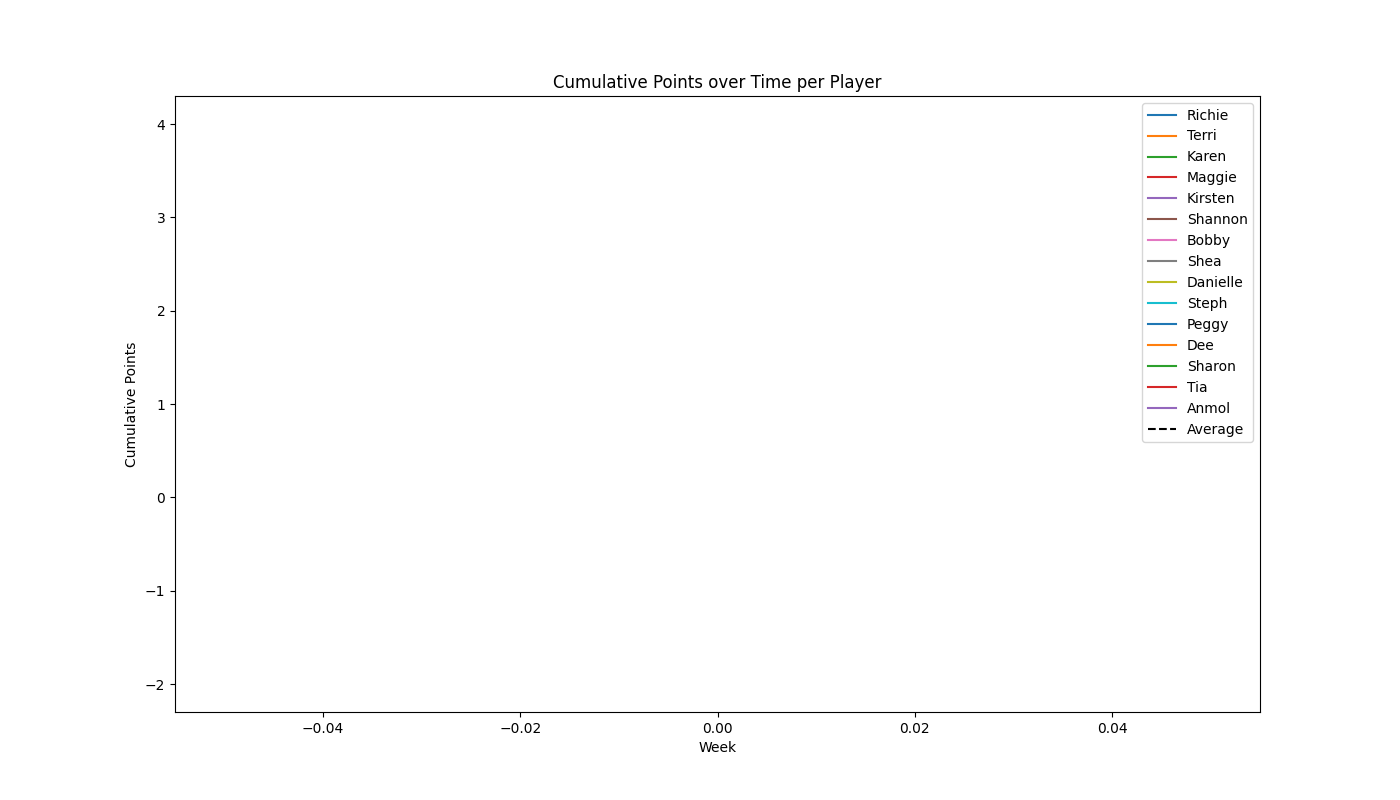 Cumulative Points over Time per Player
4
3
2
1
0
−1
−2
Cumulative Points
Richie
Terri
Karen
Maggie
Kirsten
Shannon
Bobby
Shea
Danielle
Steph
Peggy
Dee
Sharon
Tia
Anmol
Average
−0.04 −0.02 0.00 0.02 0.04
Week